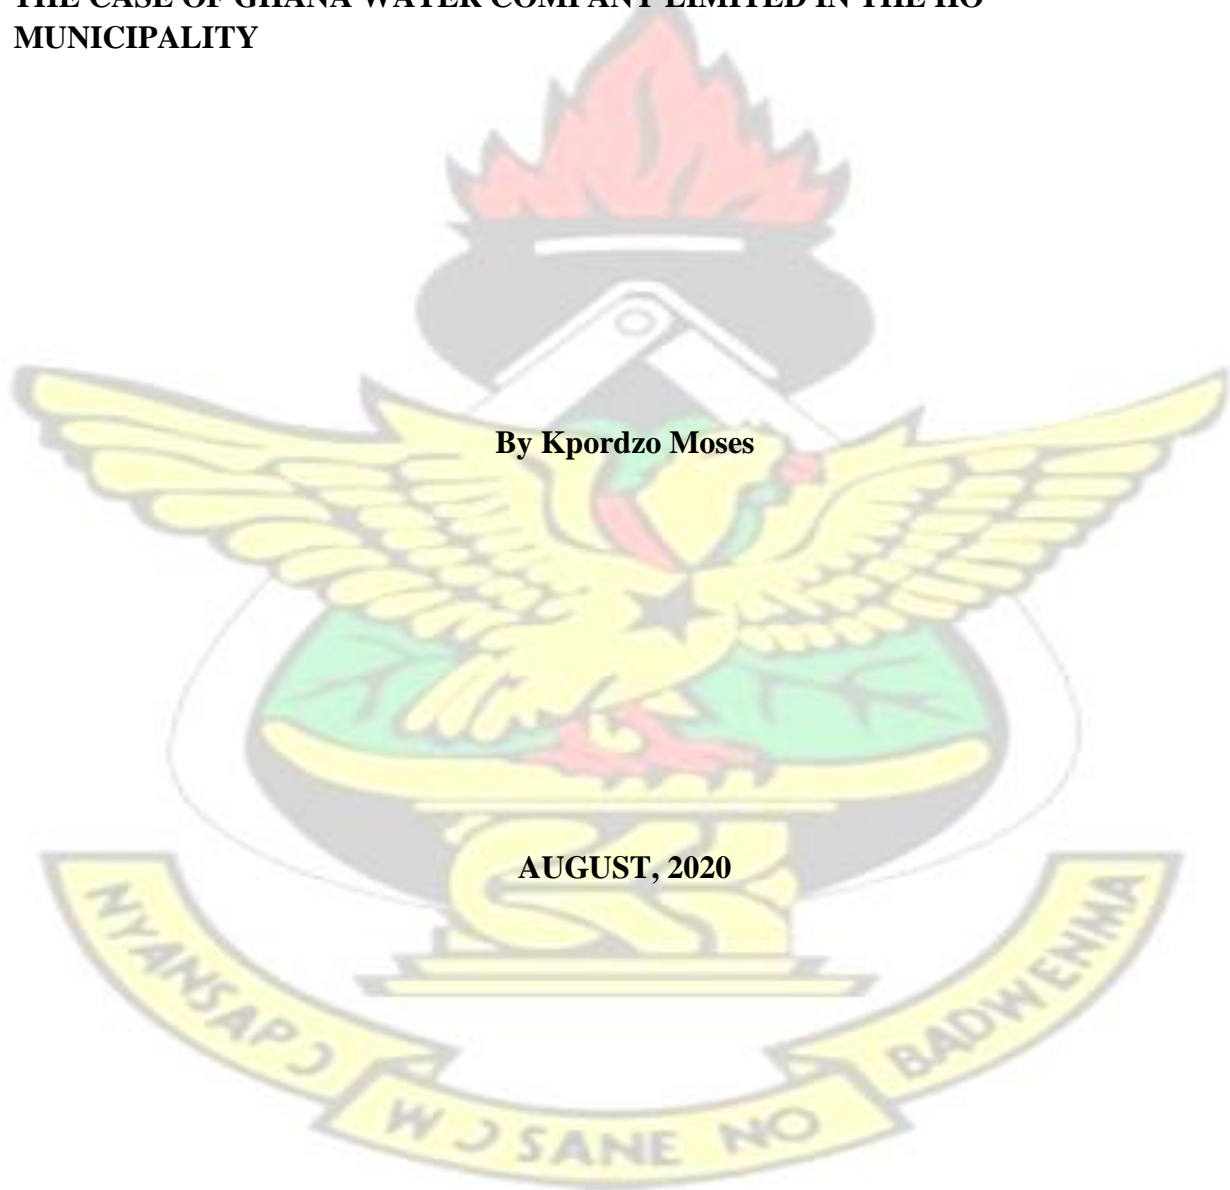 THE CASE OF GHANA WATER COMPANY LIMITED IN THE HO
MUNICIPALITY
By Kpordzo Moses
AUGUST, 2020
NYANSAPƆ WƆSANE NO BADWENMA